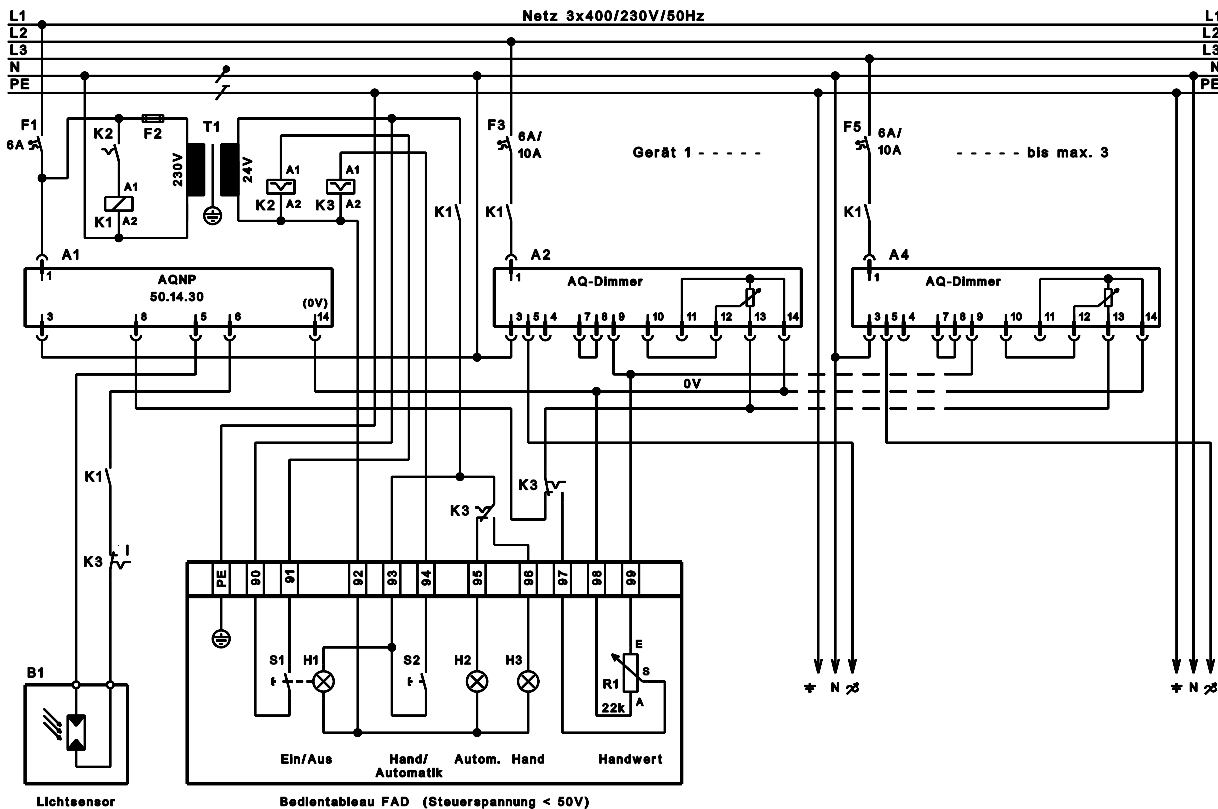 L1 Netz 3x400/230V/50Hz L1
L2 L2
L3 L3
N N
PE PE
F1 K2 F2 T1 F3 6A/ F5 6A/
6A 10A 10A
Gerät 1 - - - - - - - - - - bis max. 3
230V 24V
A1 A1 A1
K2 K3
K1 A2 A2 A2
K1 K1 K1
A1 A2 A4
1 AQNP 1 AQ-Dimmer 1 AQ-Dimmer
50.14.30
(0V)
3 8 5 6 14 3 5 4 7 8 9 10 11 12 13 14 3 5 4 7 8 9 10 11 12 13 14
0V
K1 K3
K3
K3
PE 90 91 92 93 94 95 96 97 98 99
S1 H1 S2 H2 H3 E
R1 S
22k A
N N
B1
Ein/Aus Hand/ Autom. Hand Handwert
Automatik
Lichtsensor Bedientableau FAD (Steuerspannung < 50V)